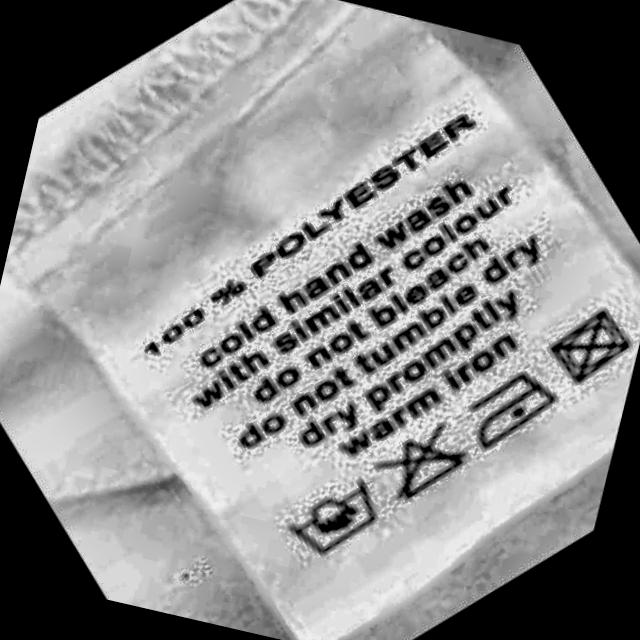 100 % POLYESTER
cold hand wash
with similar colour
do not bleach
do not tumble dry
dry promptly
warm iron